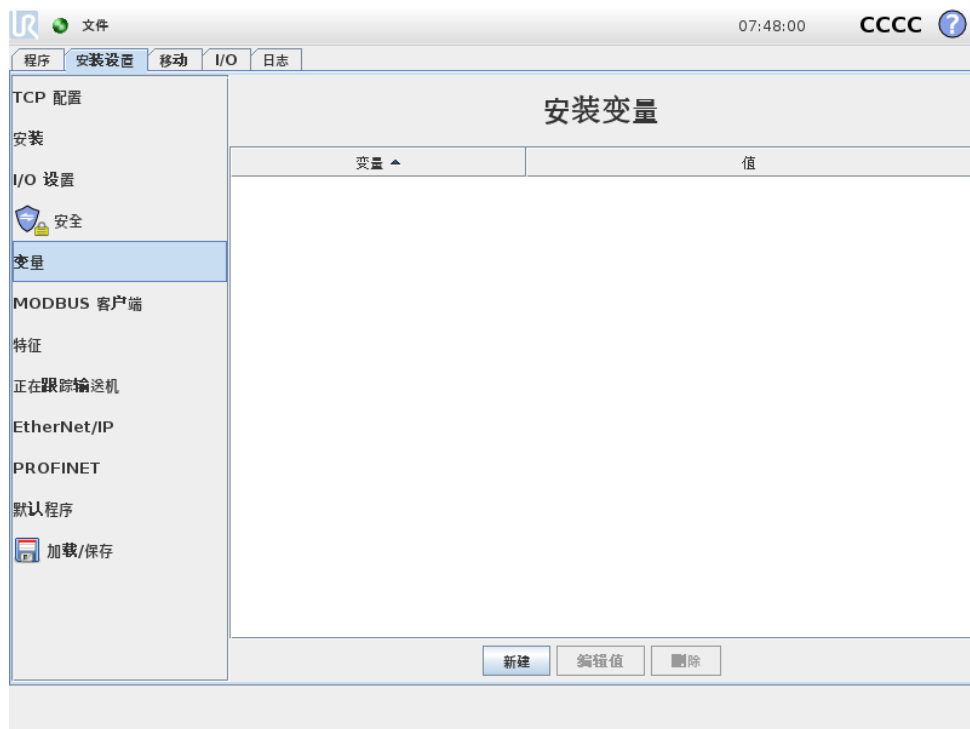 UR 文件 07:48:00 CCCC ?
程序 安装设置 移动 I/O 日志
TCP 配置
安装
I/O 设置
安全
变量
MODBUS 客户端
特征
正在跟踪输送机
EtherNet/IP
PROFINET
默认程序
加载/保存
安装变量
变量 值
新建 编辑值 删除